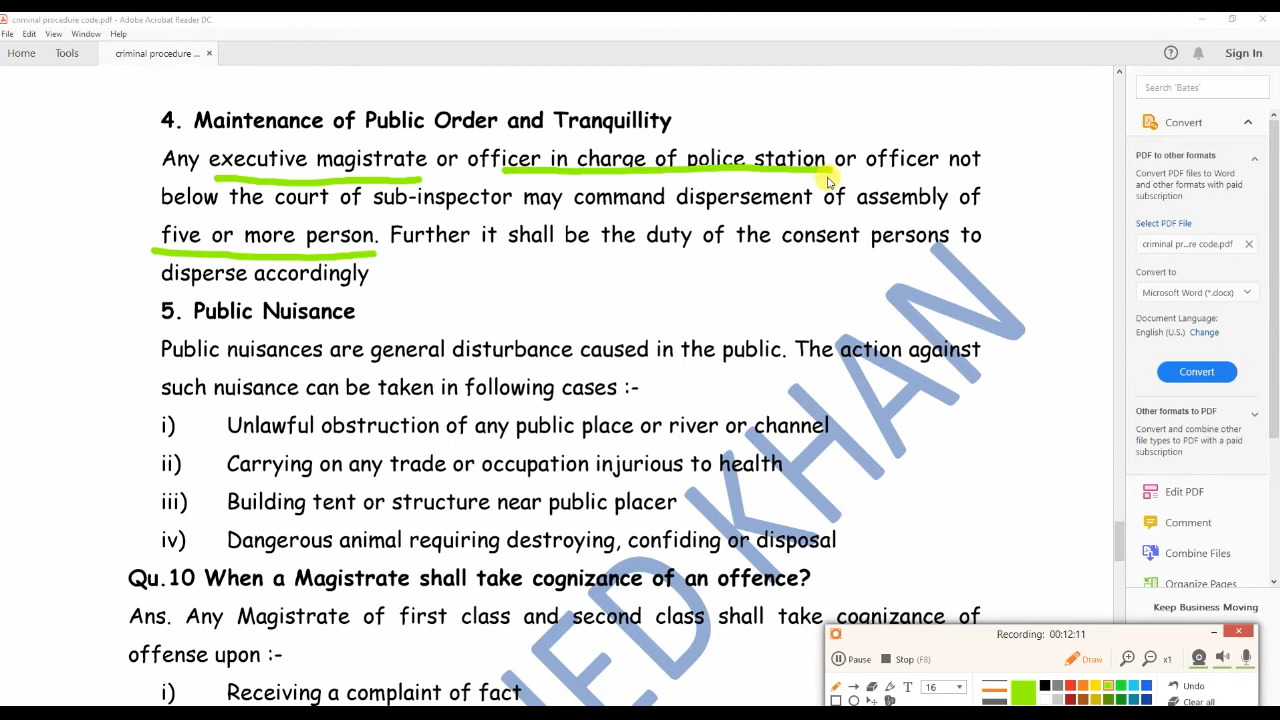 criminal procedure code.pdf - Adobe Acrobat Reader DC
File Edit View Window Help
Home Tools criminal procedure ... × Sign In
4. Maintenance of Public Order and Tranquillity
Any executive magistrate or officer in charge of police station or officer not
below the court of sub-inspector may command dispersement of assembly of
five or more person. Further it shall be the duty of the consent persons to
disperse accordingly
5. Public Nuisance
Public nuisances are general disturbance caused in the public. The action against
such nuisance can be taken in following cases :-
i) Unlawful obstruction of any public place or river or channel
ii) Carrying on any trade or occupation injurious to health
iii) Building tent or structure near public placer
iv) Dangerous animal requiring destroying, confiding or disposal
Qu.10 When a Magistrate shall take cognizance of an offence?
Ans. Any Magistrate of first class and second class shall take cognizance of
offense upon :-
i) Receiving a complaint of fact
KHAN
Search 'Bates'
Convert
PDF to other formats
Convert PDF files to Word
and other formats with paid
subscription
Select PDF File
criminal pr...re code.pdf
Convert to
Microsoft Word (*.docx)
Document Language:
English (U.S.) Change
Convert
Other formats to PDF
Convert and combine other
file types to PDF with a paid
subscription
Edit PDF
Comment
Combine Files
Organize Pages
Keep Business Moving
Recording: 00:12:11
Pause Stop (F8) Draw x1
T 16 Undo
Clear all